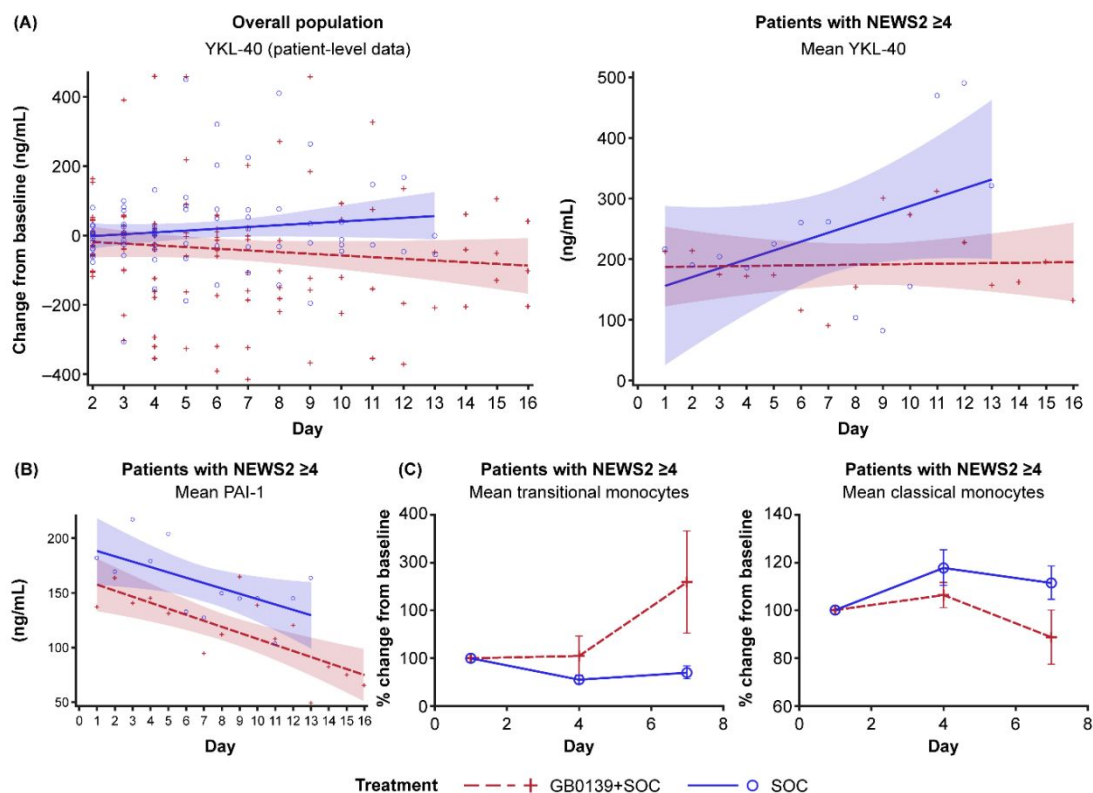 (A)
Overall population
YKL-40 (patient-level data)
Change from baseline (ng/mL)
400
200
0
–200
–400
2 3 4 5 6 7 8 9 10 11 12 13 14 15 16
Day
Patients with NEWS2 ≥4
Mean YKL-40
(ng/mL)
500
400
300
200
100
0
0 1 2 3 4 5 6 7 8 9 10 11 12 13 14 15 16
Day
(B)
Patients with NEWS2 ≥4
Mean PAI-1
(ng/mL)
200
150
100
50
1 2 3 4 5 6 7 8 9 10 11 12 13 14 15 16
Day
(C)
Patients with NEWS2 ≥4
Mean transitional monocytes
% change from baseline
400
300
100
100
0
0 2 4 6 8
Day
Patients with NEWS2 ≥4
Mean classical monocytes
% change from baseline
140
120
100
80
60
0 2 4 6 8
Day
Treatment GB0139+SOC SOC